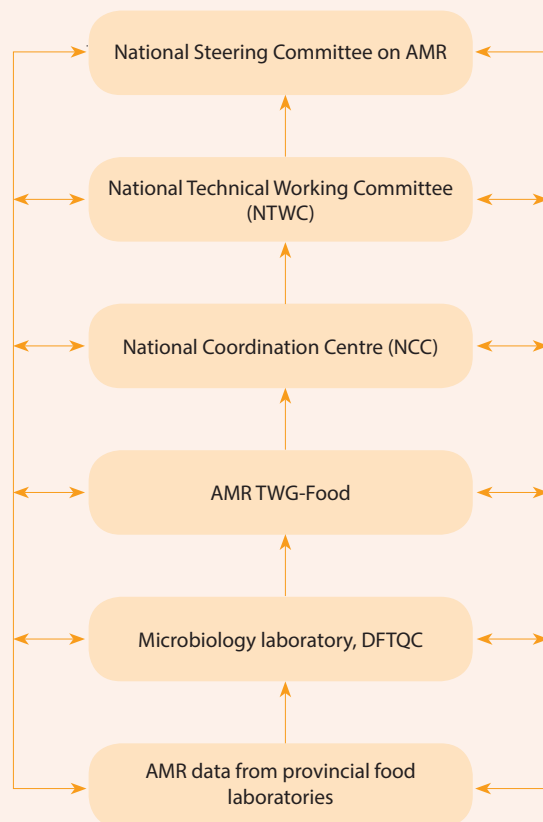 National Steering Committee on AMR
National Technical Working Committee
(NTWC)
National Coordination Centre (NCC)
AMR TWG-Food
Microbiology laboratory, DFTQC
AMR data from provincial food
laboratories